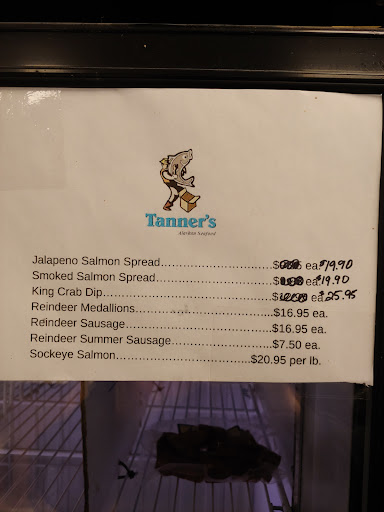 Tanner's
Alaskan Seafood
Jalapeno Salmon Spread........................$ ea. $19.90
Smoked Salmon Spread.........................$ ea. $19.90
King Crab Dip.....................................$ ea. $25.95
Reindeer Medallions............................$16.95 ea.
Reindeer Sausage...............................$16.95 ea.
Reindeer Summer Sausage.....................$7.50 ea.
Sockeye Salmon............................$20.95 per lb.